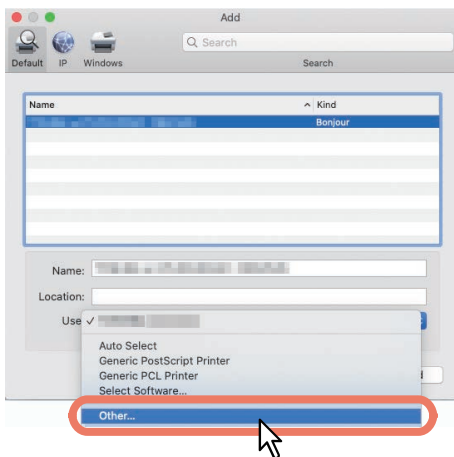 Add
Search
Default IP Windows Search
Name Kind
Bonjour
Name:
Location:
Use
Auto Select
Generic PostScript Printer
Generic PCL Printer
Select Software...
Other...